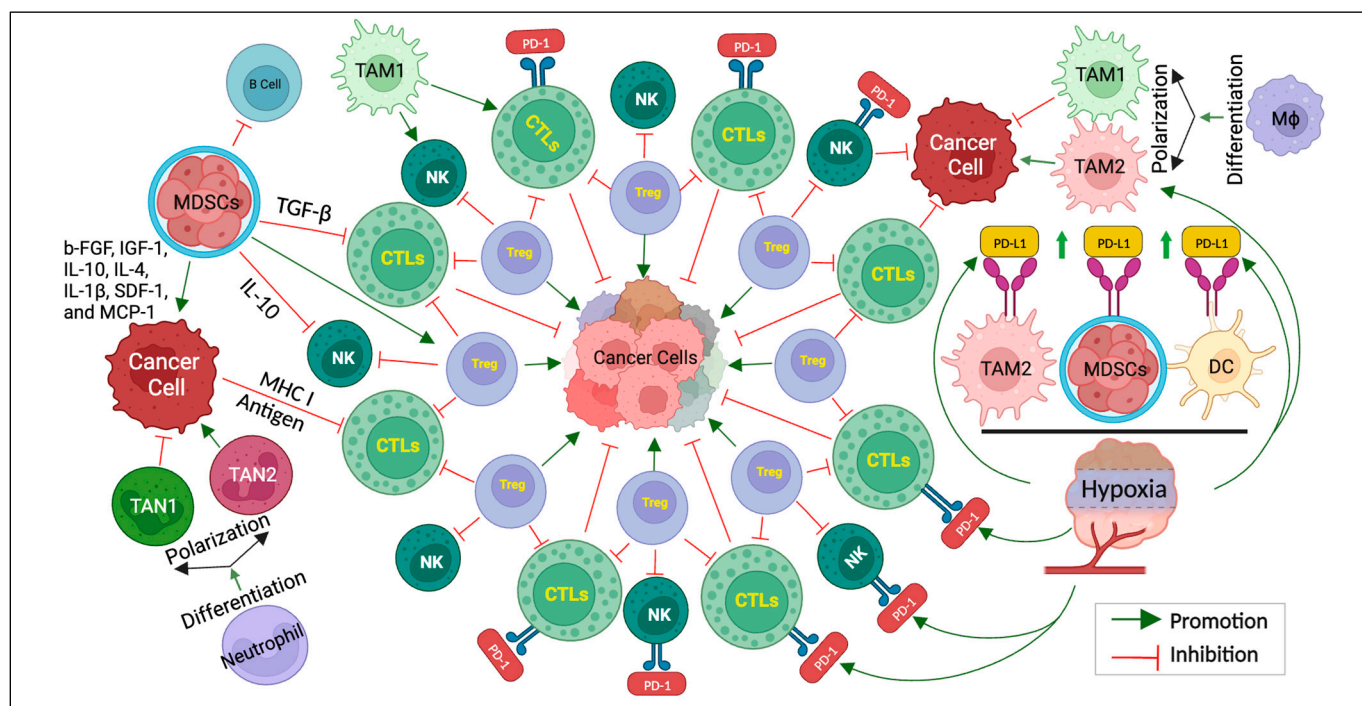 PD-1
PD-1
B Cell
TAM1
NK
CTLs
CTLs
PD-1
NK
Cancer
Cell
TAM1
TAM2
Polarization
Differentiation
Mϕ
MDSCs
TGF-β
NK
Treg
Treg
Treg
CTLs
CTLs
b-FGF, IGF-1,
IL-10, IL-4,
IL-1β, SDF-1,
and MCP-1
IL-10
PD-L1
PD-L1
PD-L1
TAM2
MDSCs
DC
Cancer
Cell
NK
Treg
Cancer Cells
Treg
MHC I
Antigen
CTLs
CTLs
TAN2
TAN1
Polarization
Differentiation
Neutrophil
Treg
Treg
Treg
Hypoxia
PD-1
NK
CTLs
NK
CTLs
NK
PD-1
PD-1
PD-1
PD-1
Promotion
Inhibition